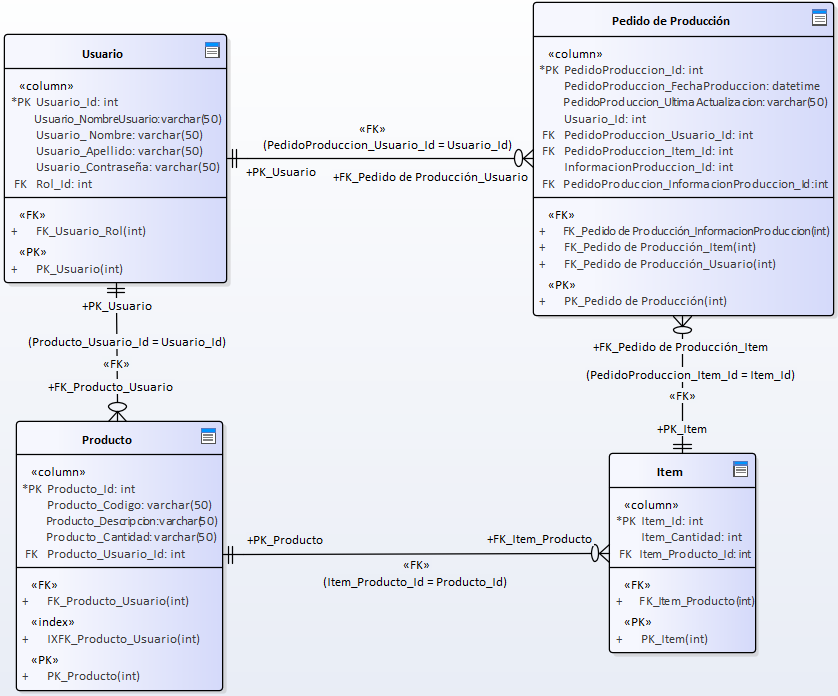 Usuario
«column»
*PK Usuario_Id: int
Usuario_NombreUsuario:varchar(50)
Usuario_ Nombre: varchar(50)
Usuario_Apellido: varchar(50)
Usuario_Contraseña: varchar(50)
FK Rol_Id: int
«FK»
+ FK_Usuario_Rol(int)
«PK»
+ PK_Usuario(int)
«FK»
(PedidoProduccion_Usuario_Id = Usuario_Id)
+PK_Usuario
+FK_Pedido de Producción_Usuario
Pedido de Producción
«column»
*PK PedidoProduccion_Id: int
PedidoProduccion_FechaProduccion: datetime
PedidoProduccion_UltimaActualizacion: varchar(50)
Usuario_Id: int
FK PedidoProduccion_Usuario_Id: int
FK PedidoProduccion_Item_Id: int
InformacionProduccion_Id: int
FK PedidoProduccion_InformacionProduccion_Id:int
«FK»
+ FK_Pedido de Producción_InformacionProduccion(int)
+ FK_Pedido de Producción_Item(int)
+ FK_Pedido de Producción_Usuario(int)
«PK»
+ PK_Pedido de Producción(int)
+PK_Usuario
(Producto_Usuario_Id = Usuario_Id)
«FK»
+FK_Producto_Usuario
+FK_Pedido de Producción_Item
(PedidoProduccion_Item_Id = Item_Id)
«FK»
+PK_Item
Producto
«column»
*PK Producto_Id: int
Producto_Codigo: varchar(50)
Producto_Descripcion:varchar(50)
Producto_Cantidad:varchar(50)
FK Producto_Usuario_Id: int
«FK»
+ FK_Producto_Usuario(int)
«index»
+ IXFK_Producto_Usuario(int)
«PK»
+ PK_Producto(int)
+PK_Producto
+FK_Item_Producto
«FK»
(Item_Producto_Id = Producto_Id)
Item
«column»
*PK Item_Id: int
Item_Cantidad: int
FK Item_Producto_Id: int
«FK»
+ FK_Item_Producto(int)
«PK»
+ PK_Item(int)